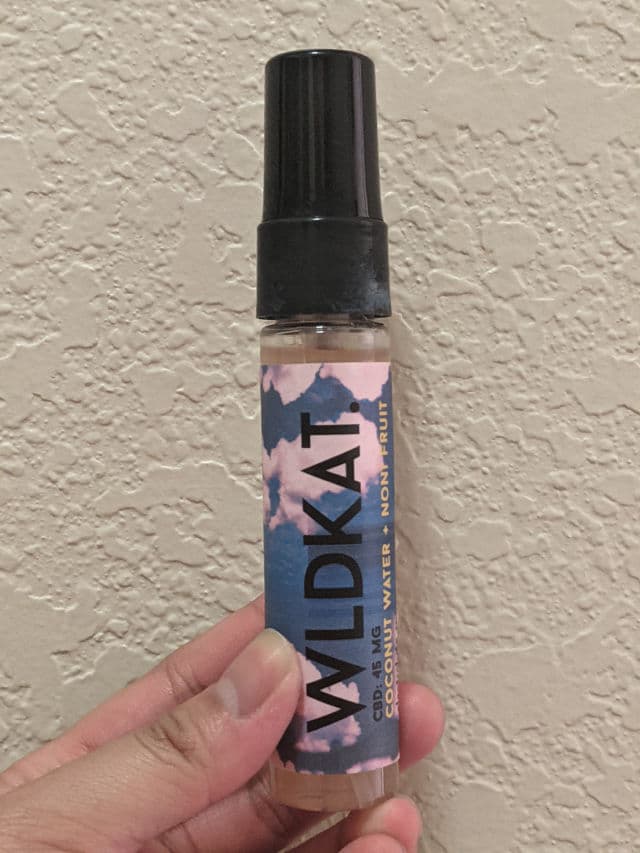 WLDKAT.
CBD: 45 MG
COCONUT WATER + NONI FRUIT